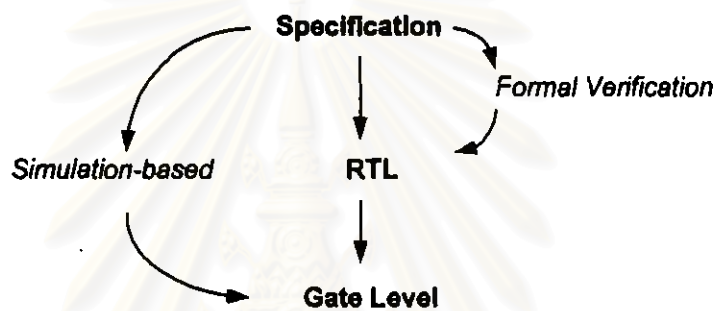 Specification
Formal Verification
Simulation-based
RTL
Gate Level